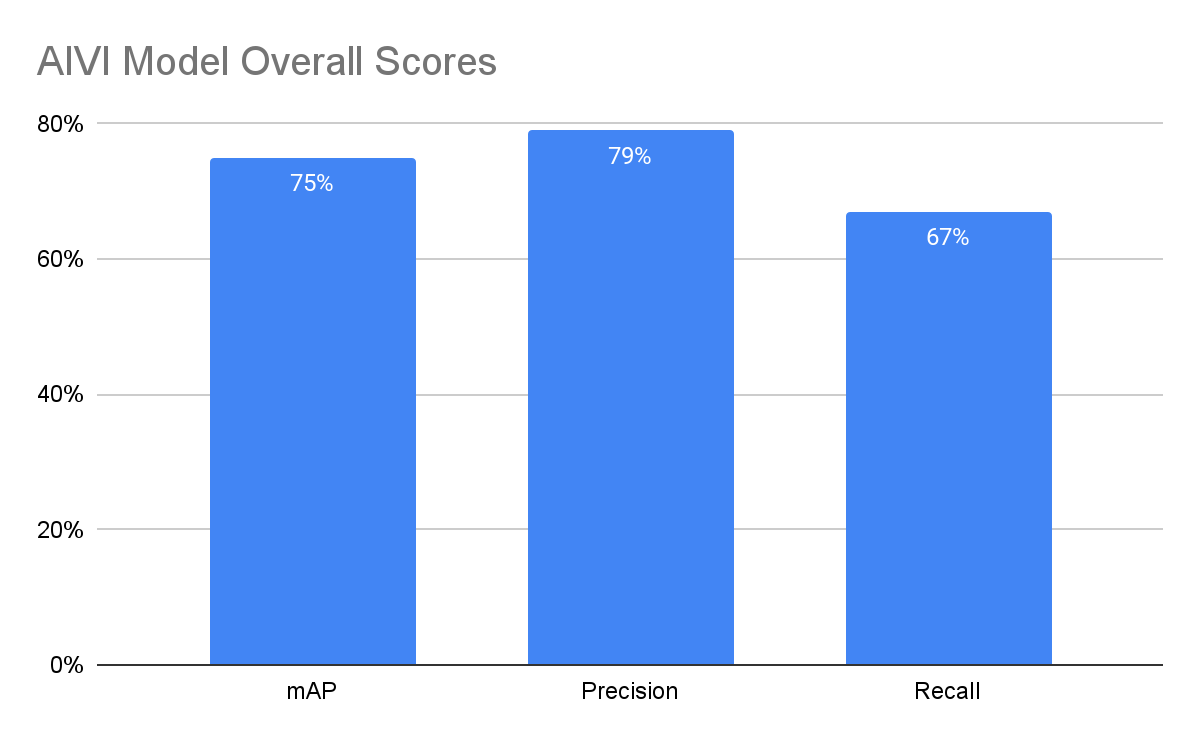 AIVI Model Overall Scores
80%
60%
40%
20%
0%
75%
79%
67%
mAP
Precision
Recall